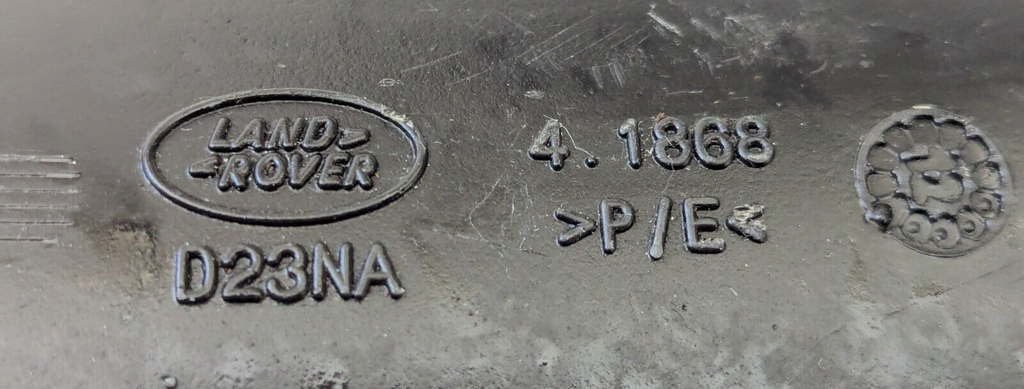 LAND>
<ROVER
D23NA
4.1868
>P/E<